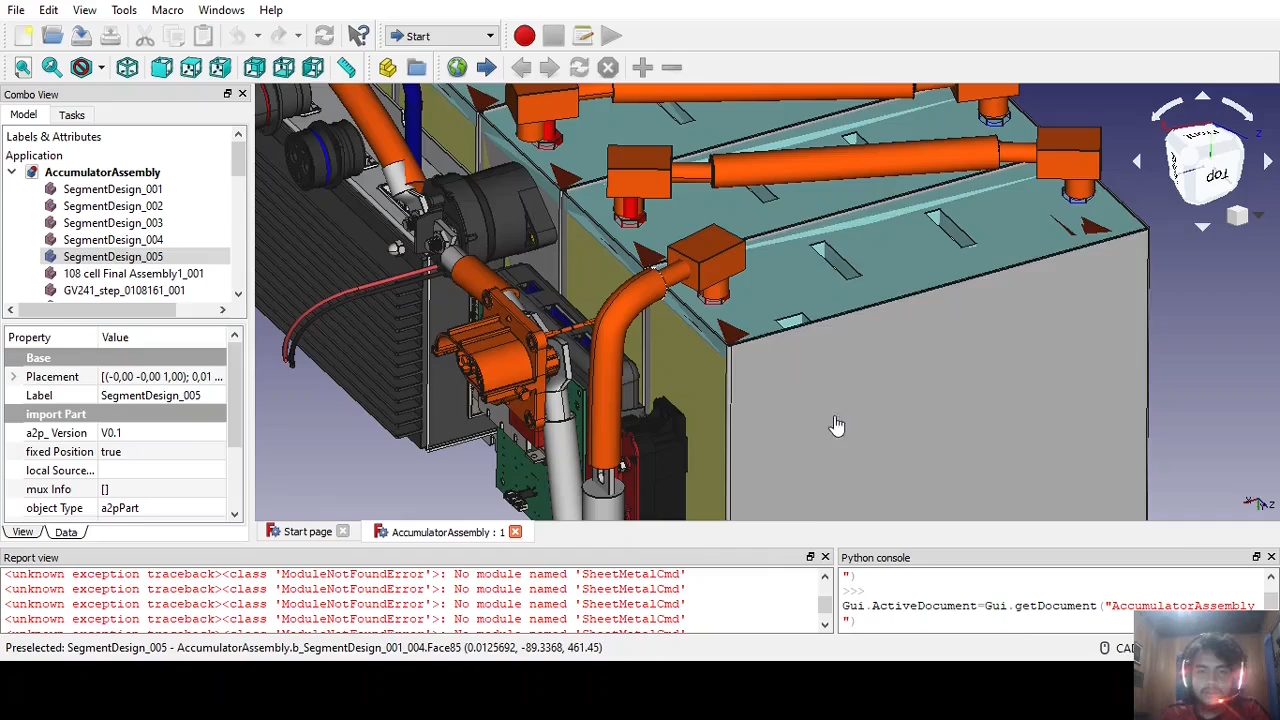 File Edit View Tools Macro Windows Help
Start
Combo View
Model Tasks
Labels & Attributes
Application
AccumulatorAssembly
SegmentDesign_001
SegmentDesign_002
SegmentDesign_003
SegmentDesign_004
SegmentDesign_005
108 cell Final Assembly1_001
GV241_step_0108161_001
Property Value
Base
Placement [(-0,00 -0,00 1,00); 0,01 ...
Label SegmentDesign_005
import Part
a2p_ Version V0.1
fixed Position true
local Source...
mux Info []
object Type a2pPart
View Data
TOP
Z
Z
Start page AccumulatorAssembly : 1
Report view
<unknown exception traceback><class 'ModuleNotFoundError'>: No module named 'SheetMetalCmd'
<unknown exception traceback><class 'ModuleNotFoundError'>: No module named 'SheetMetalCmd'
<unknown exception traceback><class 'ModuleNotFoundError'>: No module named 'SheetMetalCmd'
<unknown exception traceback><class 'ModuleNotFoundError'>: No module named 'SheetMetalCmd'
Python console
")
>>>
Gui.ActiveDocument=Gui.getDocument("AccumulatorAssembly
")
Preselected: SegmentDesign_005 - AccumulatorAssembly.b_SegmentDesign_001_004.Face85 (0.0125692, -89.3368, 461.45)